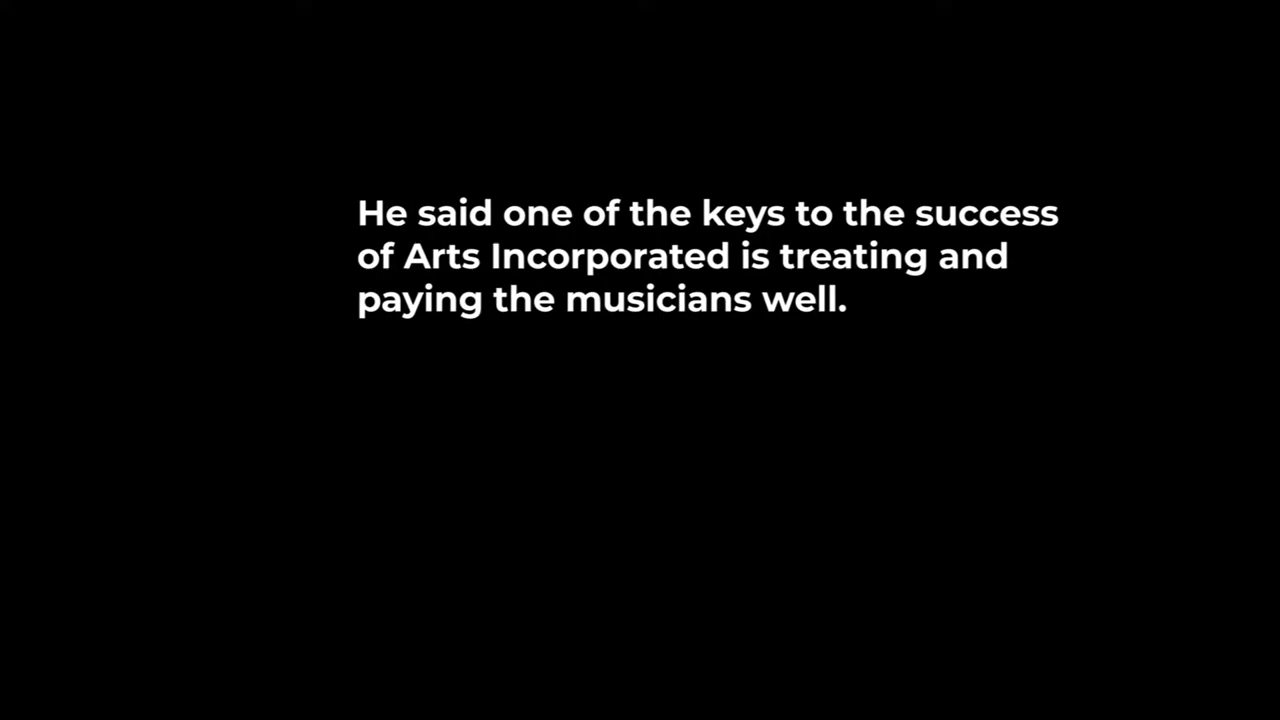 He said one of the keys to the success
of Arts Incorporated is treating and
paying the musicians well.